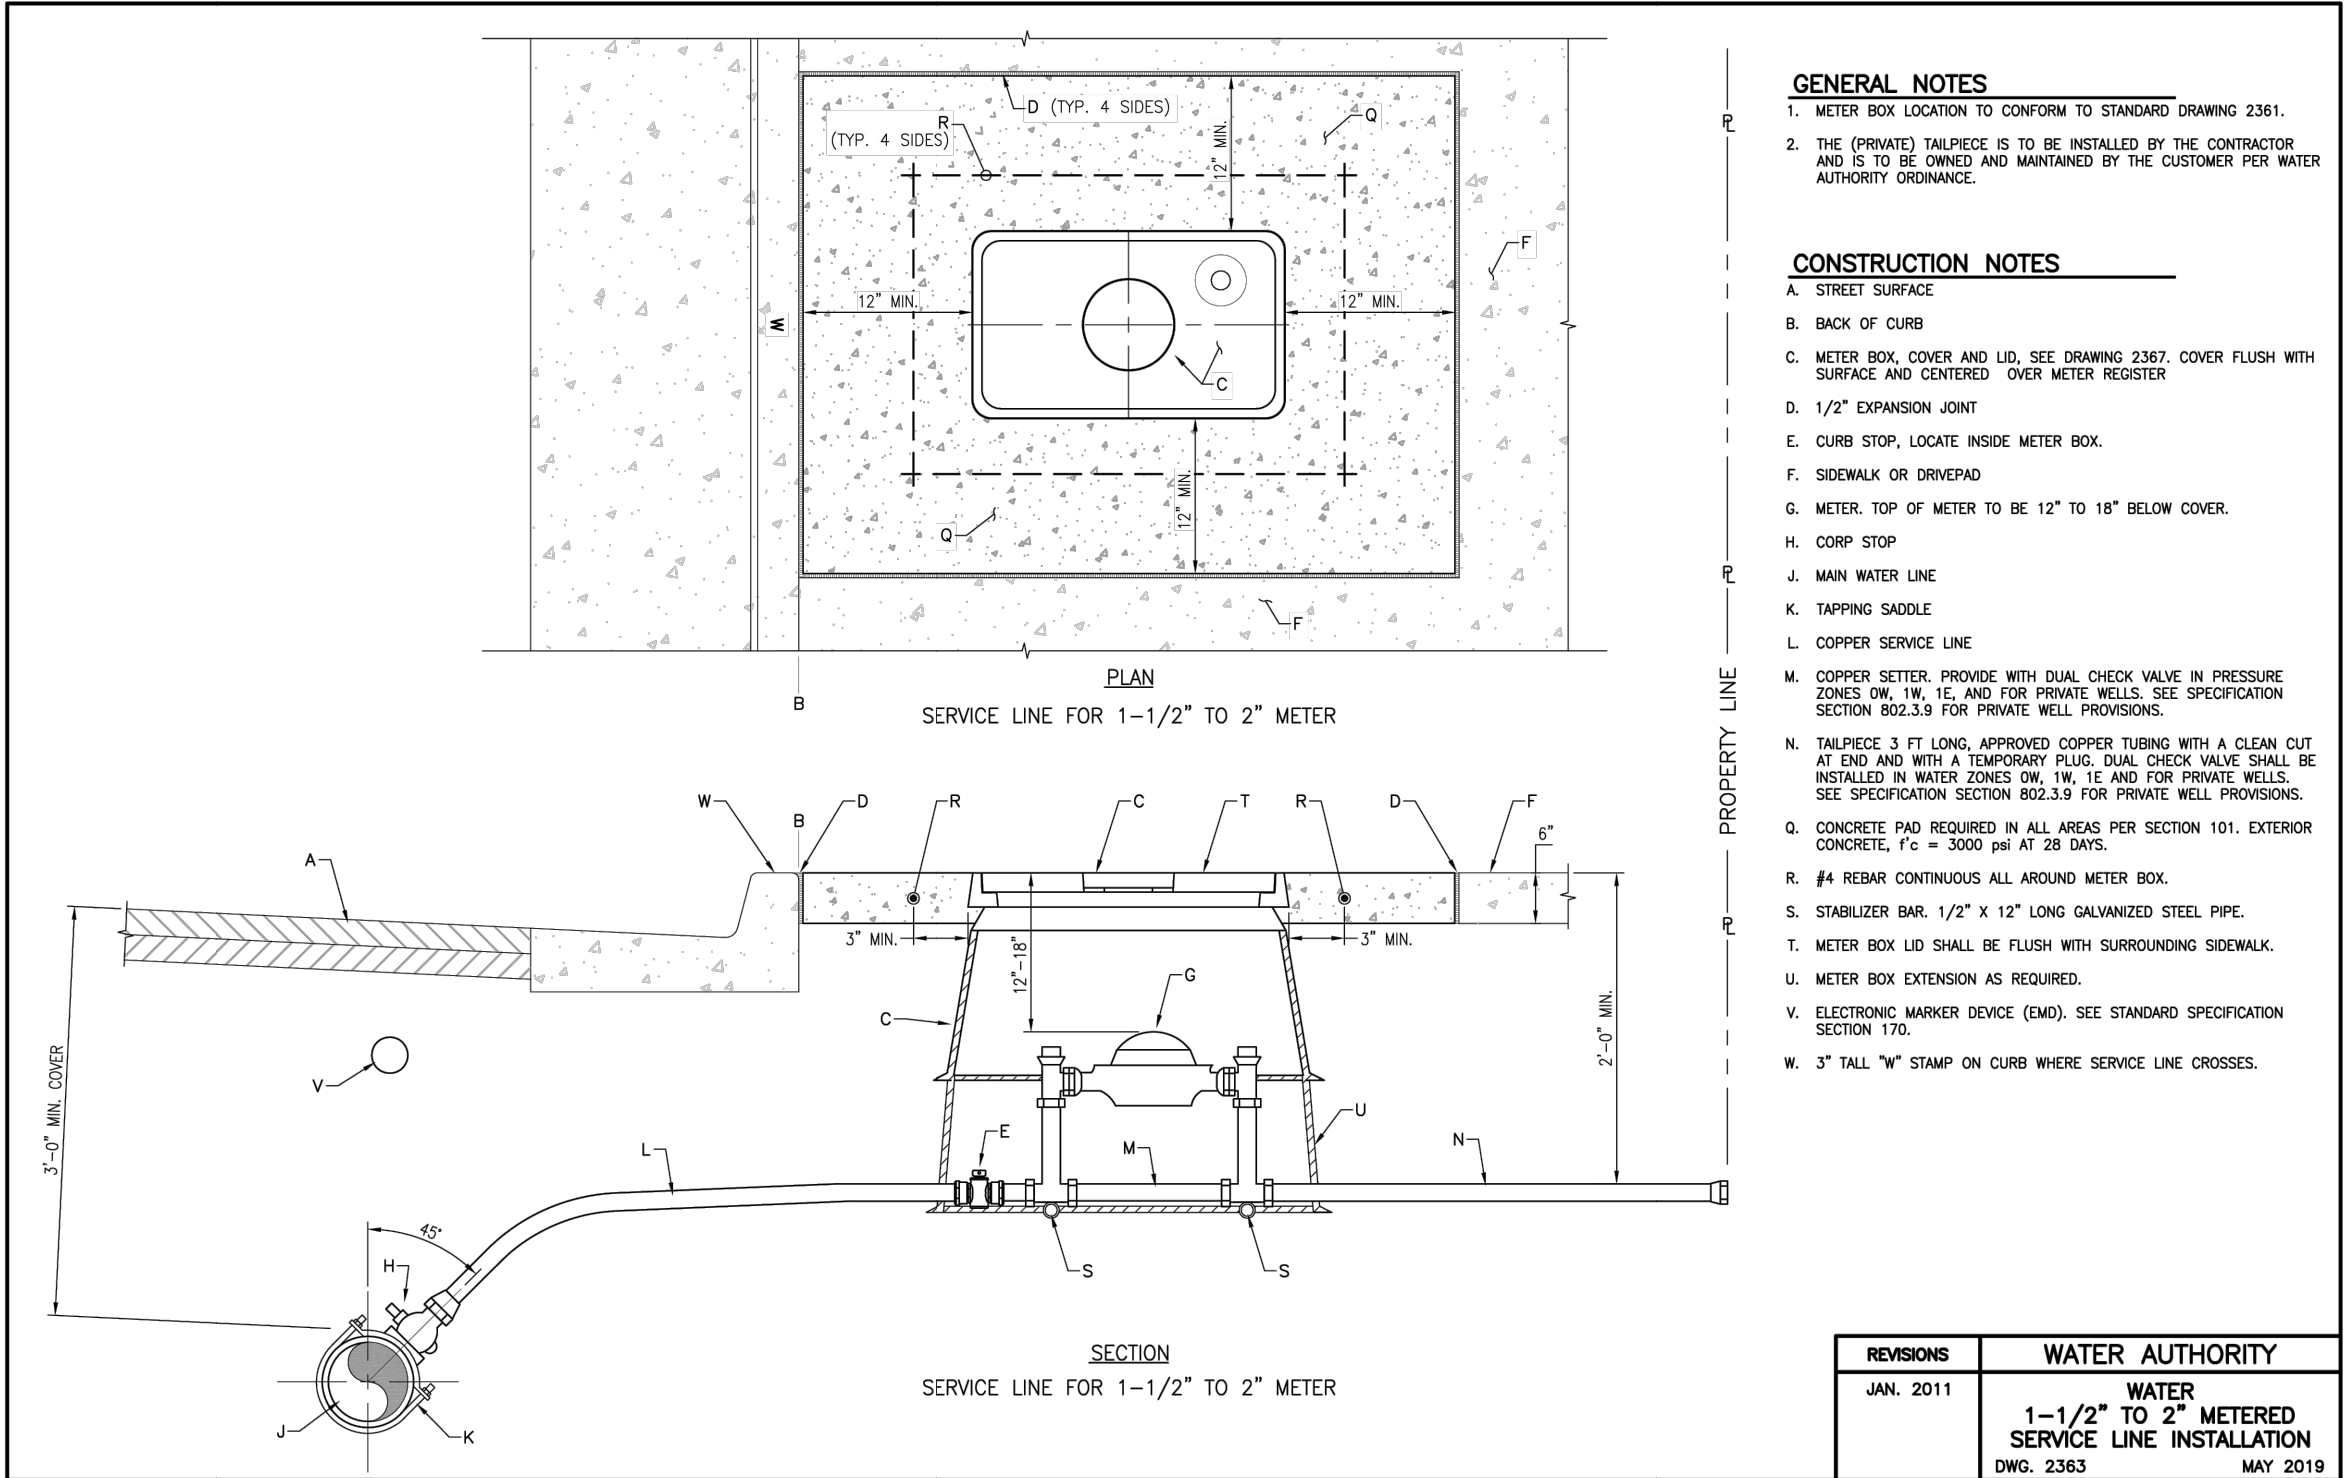 D (TYP. 4 SIDES)
R
(TYP. 4 SIDES)
Q
12" MIN.
F
12" MIN.
12" MIN.
W
C
12" MIN.
Q
F
B
PLAN
SERVICE LINE FOR 1-1/2" TO 2" METER
PROPERTY LINE
W
D
R
C
T
R
D
F
B
A
6"
3" MIN.
3" MIN.
12"-18"
G
C
2'-0" MIN.
3'-0" MIN. COVER
V
U
E
L
M
N
45°
H
S
S
J
K
SECTION
SERVICE LINE FOR 1-1/2" TO 2" METER
GENERAL NOTES
1. METER BOX LOCATION TO CONFORM TO STANDARD DRAWING 2361.
2. THE (PRIVATE) TAILPIECE IS TO BE INSTALLED BY THE CONTRACTOR
AND IS TO BE OWNED AND MAINTAINED BY THE CUSTOMER PER WATER
AUTHORITY ORDINANCE.
CONSTRUCTION NOTES
A. STREET SURFACE
B. BACK OF CURB
C. METER BOX, COVER AND LID, SEE DRAWING 2367. COVER FLUSH WITH
SURFACE AND CENTERED OVER METER REGISTER
D. 1/2" EXPANSION JOINT
E. CURB STOP, LOCATE INSIDE METER BOX.
F. SIDEWALK OR DRIVEPAD
G. METER. TOP OF METER TO BE 12" TO 18" BELOW COVER.
H. CORP STOP
J. MAIN WATER LINE
K. TAPPING SADDLE
L. COPPER SERVICE LINE
M. COPPER SETTER. PROVIDE WITH DUAL CHECK VALVE IN PRESSURE
ZONES 0W, 1W, 1E, AND FOR PRIVATE WELLS. SEE SPECIFICATION
SECTION 802.3.9 FOR PRIVATE WELL PROVISIONS.
N. TAILPIECE 3 FT LONG, APPROVED COPPER TUBING WITH A CLEAN CUT
AT END AND WITH A TEMPORARY PLUG. DUAL CHECK VALVE SHALL BE
INSTALLED IN WATER ZONES 0W, 1W, 1E AND FOR PRIVATE WELLS.
SEE SPECIFICATION SECTION 802.3.9 FOR PRIVATE WELL PROVISIONS.
Q. CONCRETE PAD REQUIRED IN ALL AREAS PER SECTION 101. EXTERIOR
CONCRETE, f'c = 3000 psi AT 28 DAYS.
R. #4 REBAR CONTINUOUS ALL AROUND METER BOX.
S. STABILIZER BAR. 1/2" X 12" LONG GALVANIZED STEEL PIPE.
T. METER BOX LID SHALL BE FLUSH WITH SURROUNDING SIDEWALK.
U. METER BOX EXTENSION AS REQUIRED.
V. ELECTRONIC MARKER DEVICE (EMD). SEE STANDARD SPECIFICATION
SECTION 170.
W. 3" TALL "W" STAMP ON CURB WHERE SERVICE LINE CROSSES.
REVISIONS
JAN. 2011
WATER AUTHORITY
WATER
1-1/2" TO 2" METERED
SERVICE LINE INSTALLATION
DWG. 2363 MAY 2019